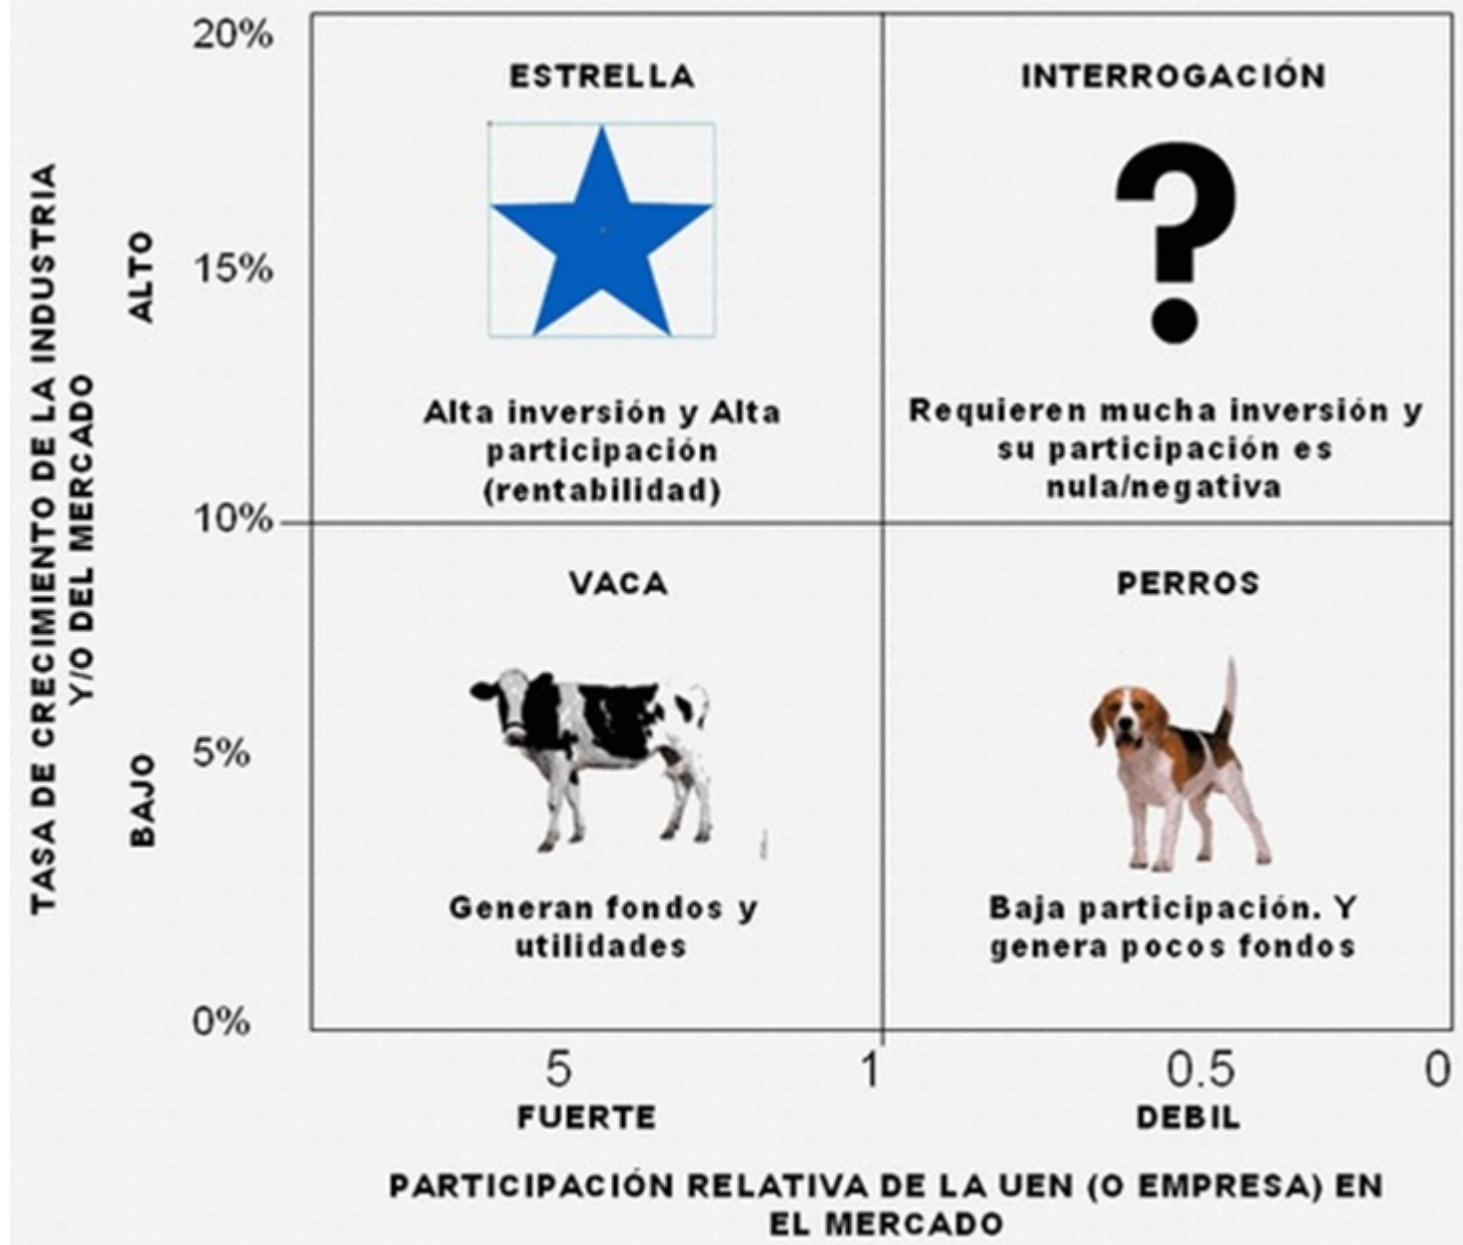 20%
ESTRELLA
INTERROGACIÓN
?
TASA DE CRECIMIENTO DE LA INDUSTRIA
Y/O DEL MERCADO
ALTO
15%
Alta inversión y Alta
participación
(rentabilidad)
Requieren mucha inversión y
su participación es
nula/negativa
10%
VACA
PERROS
BAJO
5%
Generan fondos y
utilidades
Baja participación. Y
genera pocos fondos
0%
5
1
0.5
0
FUERTE
DEBIL
PARTICIPACIÓN RELATIVA DE LA UEN (O EMPRESA) EN
EL MERCADO